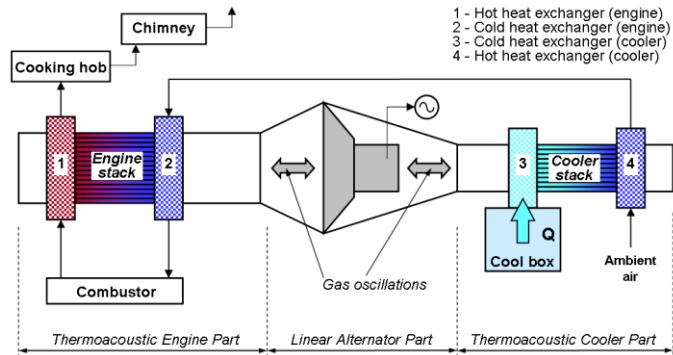 Chimney
Cooking hob
1 - Hot heat exchanger (engine)
2 - Cold heat exchanger (engine)
3 - Cold heat exchanger (cooler)
4 - Hot heat exchanger (cooler)
1
Engine
stack
2
3
Cooler
stack
4
Q
Cool box
Combustor
Gas oscillations
Ambient
air
Thermoacoustic Engine Part
Linear Alternator Part
Thermoacoustic Cooler Part